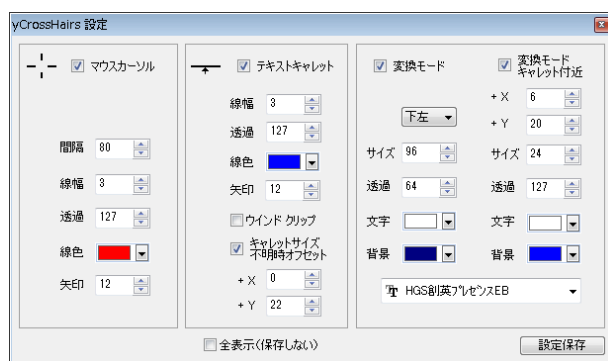 yCrossHairs 設定
マウスカーソル
間隔 80
線幅 3
透過 127
線色
矢印 12
テキストキャレット
線幅 3
透過 127
線色
矢印 12
ウインド クリップ
キャレットサイズ
不明時オフセット
+ X 0
+ Y 22
変換モード
下左
サイズ 96
透過 64
文字
背景
変換モード
キャレット付近
+ X 6
+ Y 20
サイズ 24
透過 127
文字
背景
HGS創英プレゼンスEB
全表示(保存しない)
設定保存